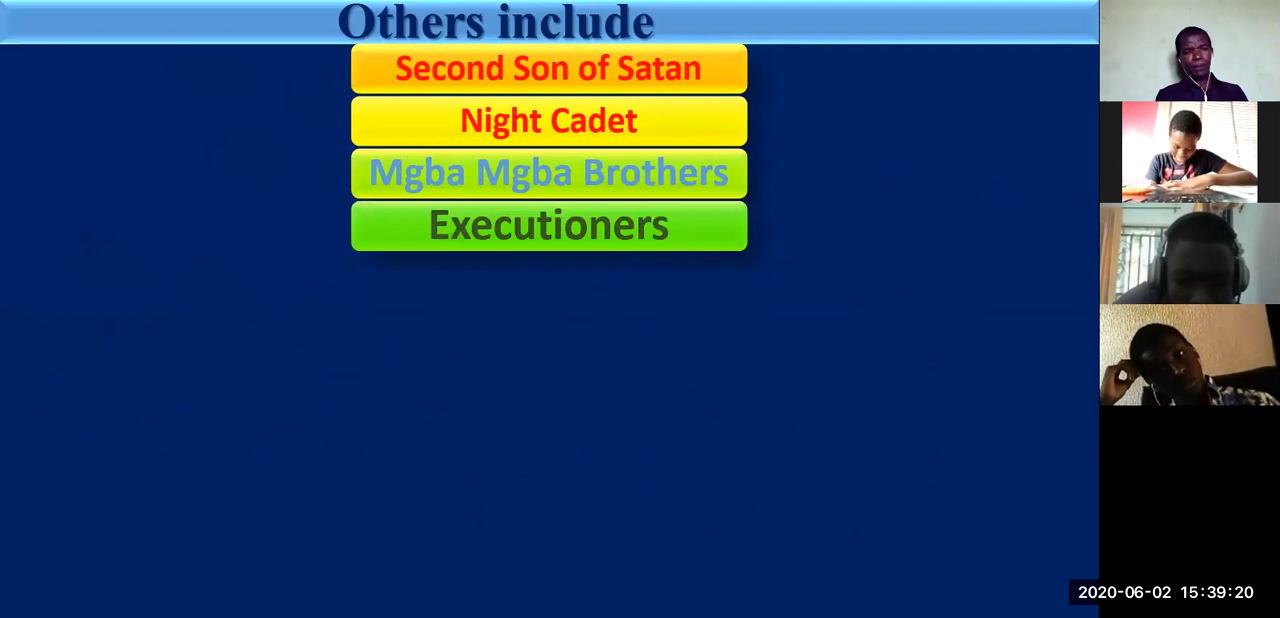 Others include
Second Son of Satan
Night Cadet
Mgba Mgba Brothers
Executioners
2020-06-02 15:39:20